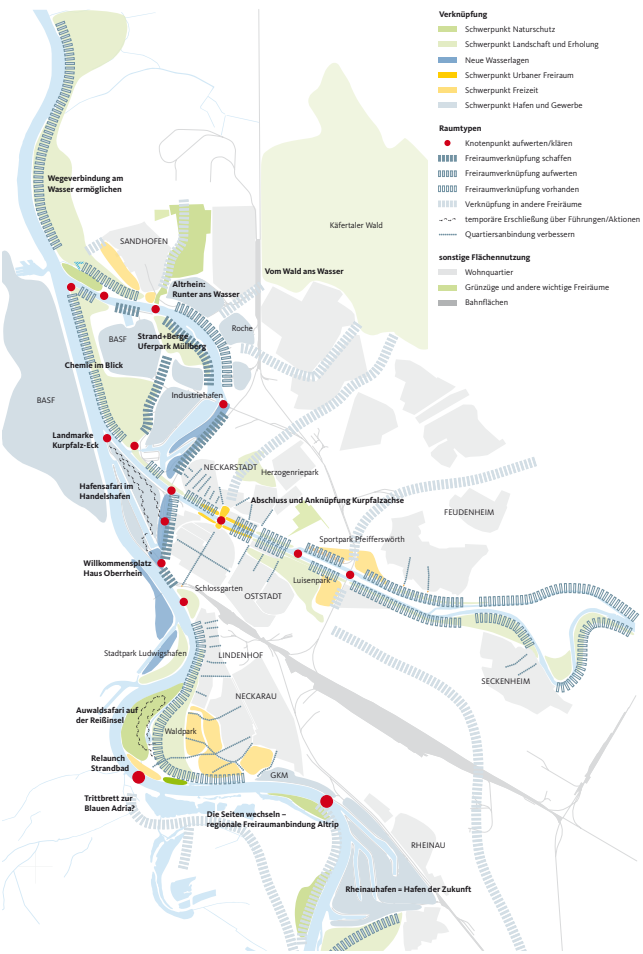 Verknüpfung
Schwerpunkt Naturschutz
Schwerpunkt Landschaft und Erholung
Neue Wasserlagen
Schwerpunkt Urbaner Freiraum
Schwerpunkt Freizeit
Schwerpunkt Hafen und Gewerbe
Raumtypen
Knotenpunkt aufwerten/klären
Freiraumverknüpfung schaffen
Freiraumverknüpfung aufwerten
Freiraumverknüpfung vorhanden
Verknüpfung in andere Freiräume
temporäre Erschließung über Führungen/Aktionen
Quartiersanbindung verbessern
sonstige Flächennutzung
Wohnquartier
Grünzüge und andere wichtige Freiräume
Bahnflächen
Wegeverbindung am
Wasser ermöglichen
Käfertaler Wald
SANDHOFEN
Vom Wald ans Wasser
Altrhein:
Runter ans Wasser
Roche
Strand+Berge
Uferpark Müllberg
BASF
Chemie im Blick
BASF
Industriehafen
Landmarke
Kurpfalz-Eck
NECKARSTADT
Herzogenriepark
Hafensafari im
Handelshafen
Abschluss und Anknüpfung Kurpfalzachse
FEUDENHEIM
Sportpark Pfeifferswörth
Willkommensplatz
Haus Oberrhein
Luisenpark
Schlossgarten
OSTSTADT
Stadtpark Ludwigshafen
LINDENHOF
SECKENHEIM
NECKARAU
Auwaldsafari auf
der Reißinsel
Waldpark
Relaunch
Strandbad
GKM
Trittbrett zur
Blauen Adria?
Die Seiten wechseln –
regionale Freiraumanbindung Altrip
RHEINAU
Rheinauhafen = Hafen der Zukunft